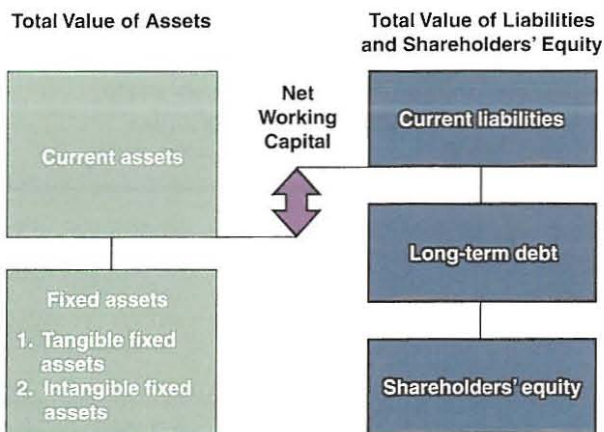 Total Value of Assets
Total Value of Liabilities
and Shareholders' Equity
Net
Working
Capital
Current assets
Current liabilities
Long-term debt
Fixed assets
1. Tangible fixed
assets
2. Intangible fixed
assets
Shareholders' equity